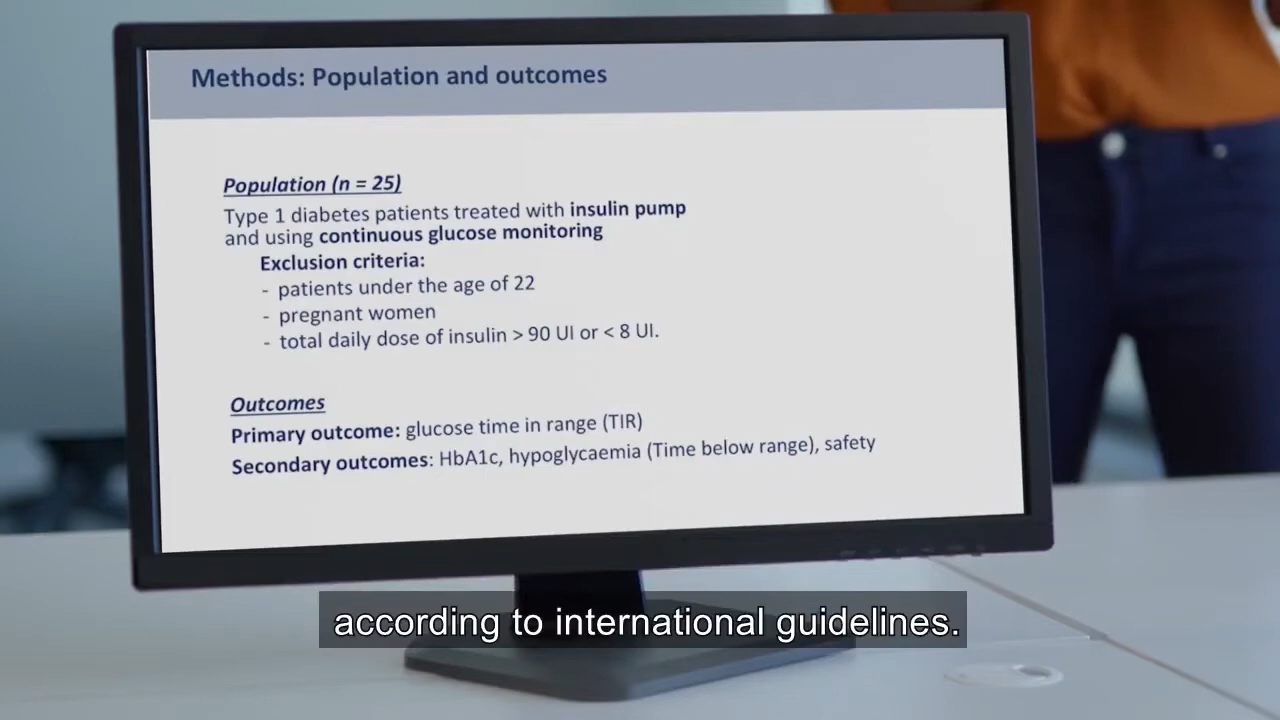 Methods: Population and outcomes
Population (n = 25)
Type 1 diabetes patients treated with insulin pump
and using continuous glucose monitoring
Exclusion criteria:
- patients under the age of 22
- pregnant women
- total daily dose of insulin > 90 UI or < 8 UI.
Outcomes
Primary outcome: glucose time in range (TIR)
Secondary outcomes: HbA1c, hypoglycaemia (Time below range), safety
according to international guidelines.